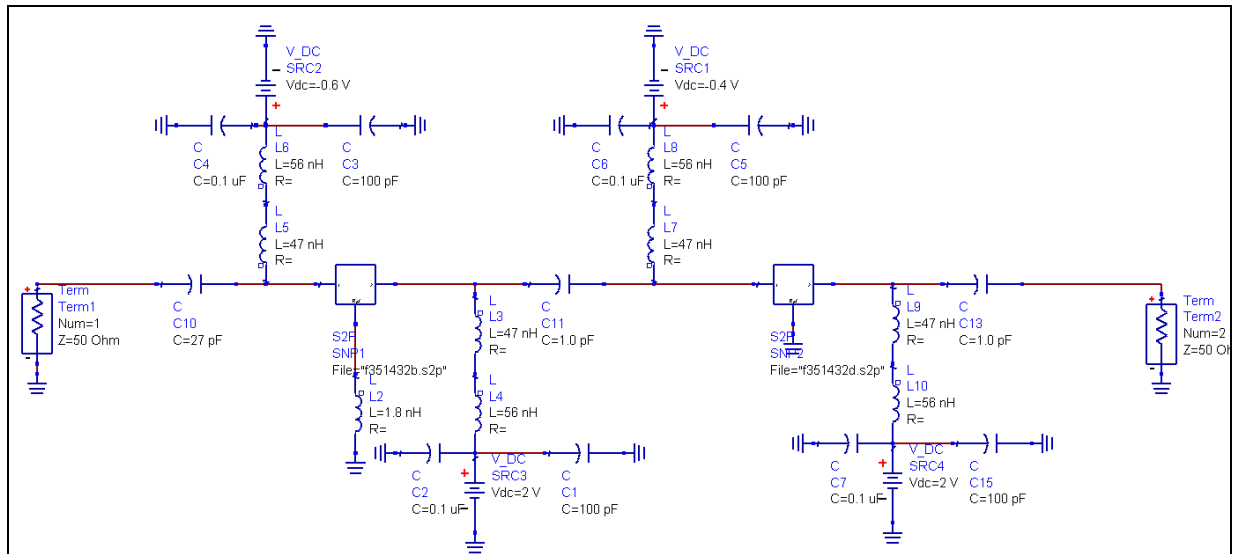 V_DC
SRC2
Vdc=-0.6 V
V_DC
SRC1
Vdc=-0.4 V
C
C4
C=0.1 uF
L
L6
L=56 nH
R=
C
C3
C=100 pF
C
C6
C=0.1 uF
L
L8
L=56 nH
R=
C
C5
C=100 pF
L
L5
L=47 nH
R=
L
L7
L=47 nH
R=
Term
Term1
Num=1
Z=50 Ohm
C
C10
C=27 pF
S2P
SNP1
File="f351432b.s2p"
L
L3
L=47 nH
R=
C
C11
C=1.0 pF
S2P
SNP2
File="f351432d.s2p"
L
L9
L=47 nH
R=
C
C13
C=1.0 pF
Term
Term2
Num=2
Z=50 Oh
Ref
L
L2
L=1.8 nH
R=
L
L4
L=56 nH
R=
L
L10
L=56 nH
R=
C
C2
C=0.1 uF
V_DC
SRC3
Vdc=2 V
C
C1
C=100 pF
C
C7
C=0.1 uF
V_DC
SRC4
Vdc=2 V
C
C15
C=100 pF